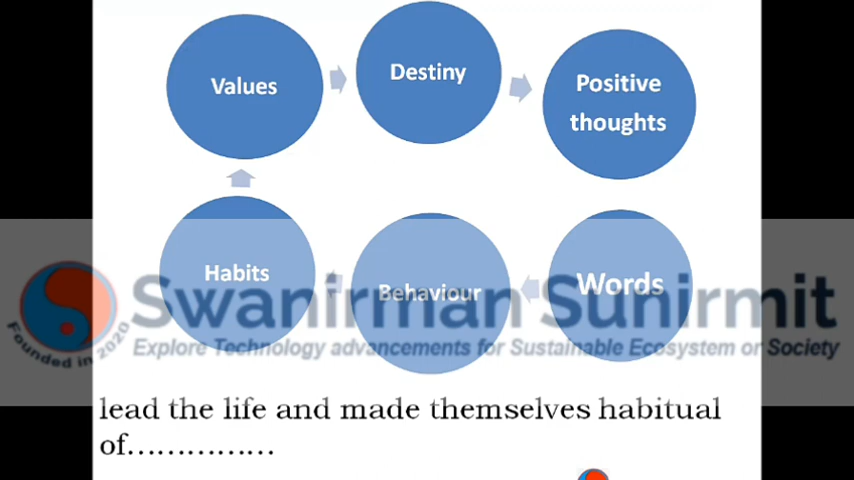 Values
Destiny
Positive
thoughts
Habits
Behaviour
Words
Swanirman Sunirmit
Explore Technology advancements for Sustainable Ecosystem or Society
Founded in 2020
lead the life and made themselves habitual
of……………